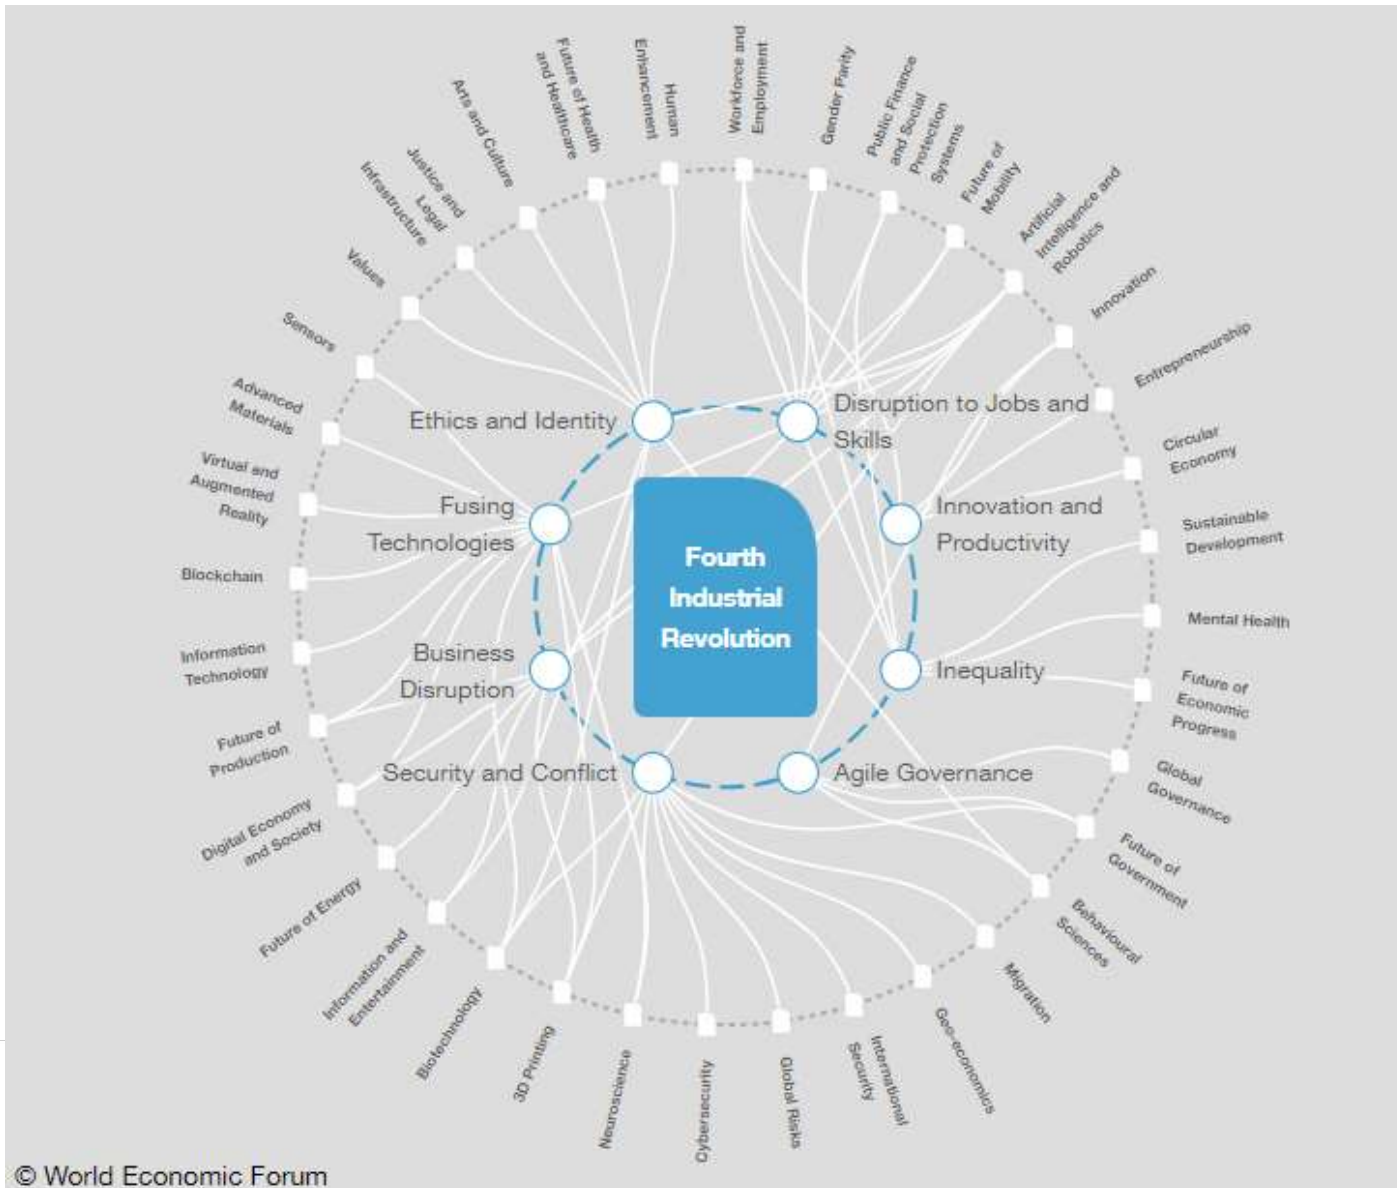 Fourth
Industrial
Revolution
Ethics and Identity
Disruption to Jobs and
Skills
Innovation and
Productivity
Inequality
Agile Governance
Security and Conflict
Business
Disruption
Fusing
Technologies
Workforce and
Employment
Gender Parity
Public Finance
and Social
Protection
Systems
Future of
Mobility
Artificial
Intelligence and
Robotics
Innovation
Entrepreneurship
Circular
Economy
Sustainable
Development
Mental Health
Future of
Economic
Progress
Global
Governance
Future of
Government
Behavioural
Sciences
Migration
Geo-economics
International
Security
Global Risks
Cybersecurity
Neuroscience
3D Printing
Biotechnology
Information and
Entertainment
Future of Energy
Digital Economy
and Society
Future of
Production
Information
Technology
Blockchain
Virtual and
Augmented
Reality
Advanced
Materials
Sensors
Values
Justice and
Legal
Infrastructure
Arts and Culture
Future of Health
and Healthcare
Human
Enhancement
© World Economic Forum